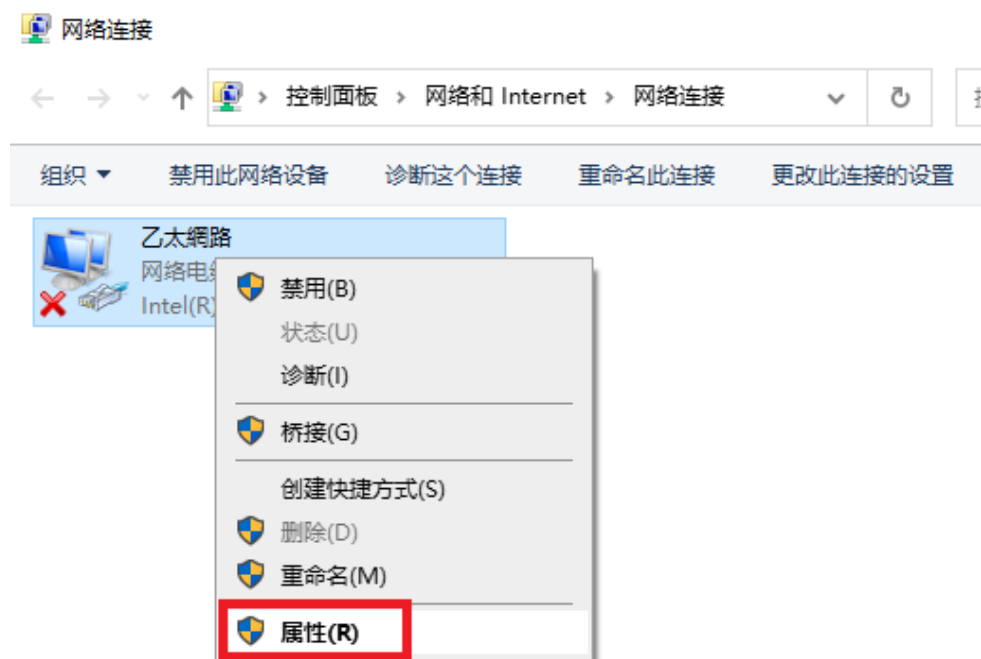 网络连接
控制面板 › 网络和 Internet › 网络连接
组织 禁用此网络设备 诊断这个连接 重命名此连接 更改此连接的设置
乙太網路
网络电
Intel(R)
禁用(B)
状态(U)
诊断(I)
桥接(G)
创建快捷方式(S)
删除(D)
重命名(M)
属性(R)